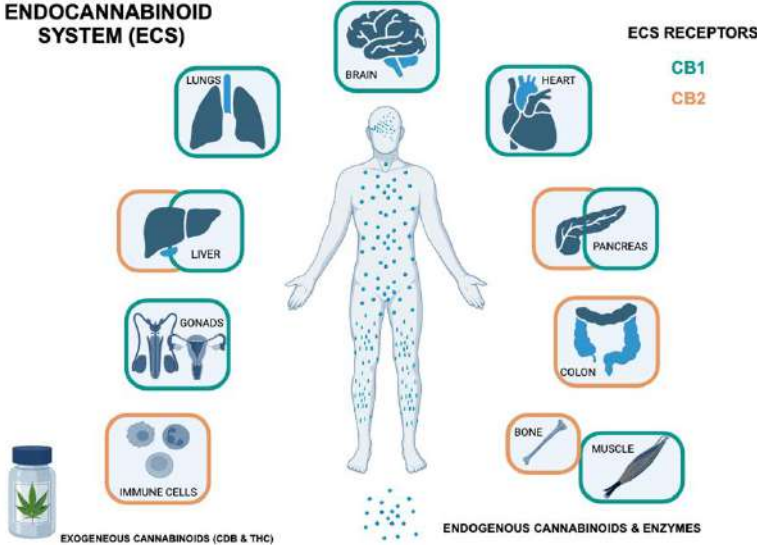 ENDOCANNABINOID
SYSTEM (ECS)
ECS RECEPTORS
CB1
CB2
BRAIN
LUNGS
HEART
LIVER
PANCREAS
GONADS
COLON
BONE
MUSCLE
IMMUNE CELLS
EXOGENEOUS CANNABINOIDS (CDB & THC)
ENDOGENOUS CANNABINOIDS & ENZYMES